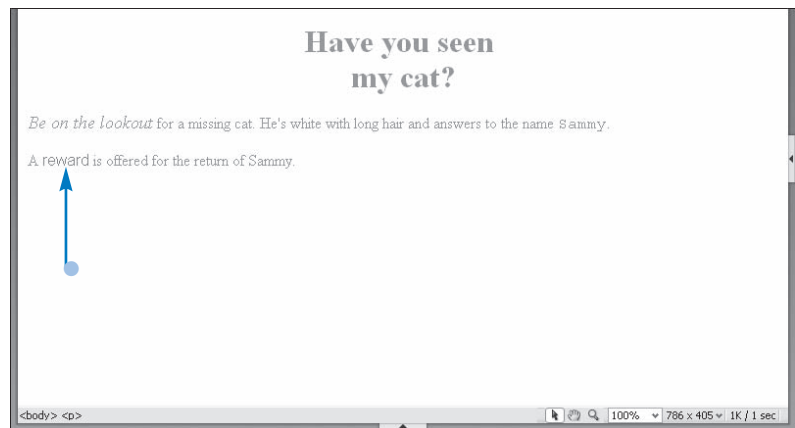 Have you seen
my cat?
Be on the lookout for a missing cat. He's white with long hair and answers to the name Sammy.
A reward is offered for the return of Sammy.
<body> <p>
100% 786 x 405 1K / 1 sec